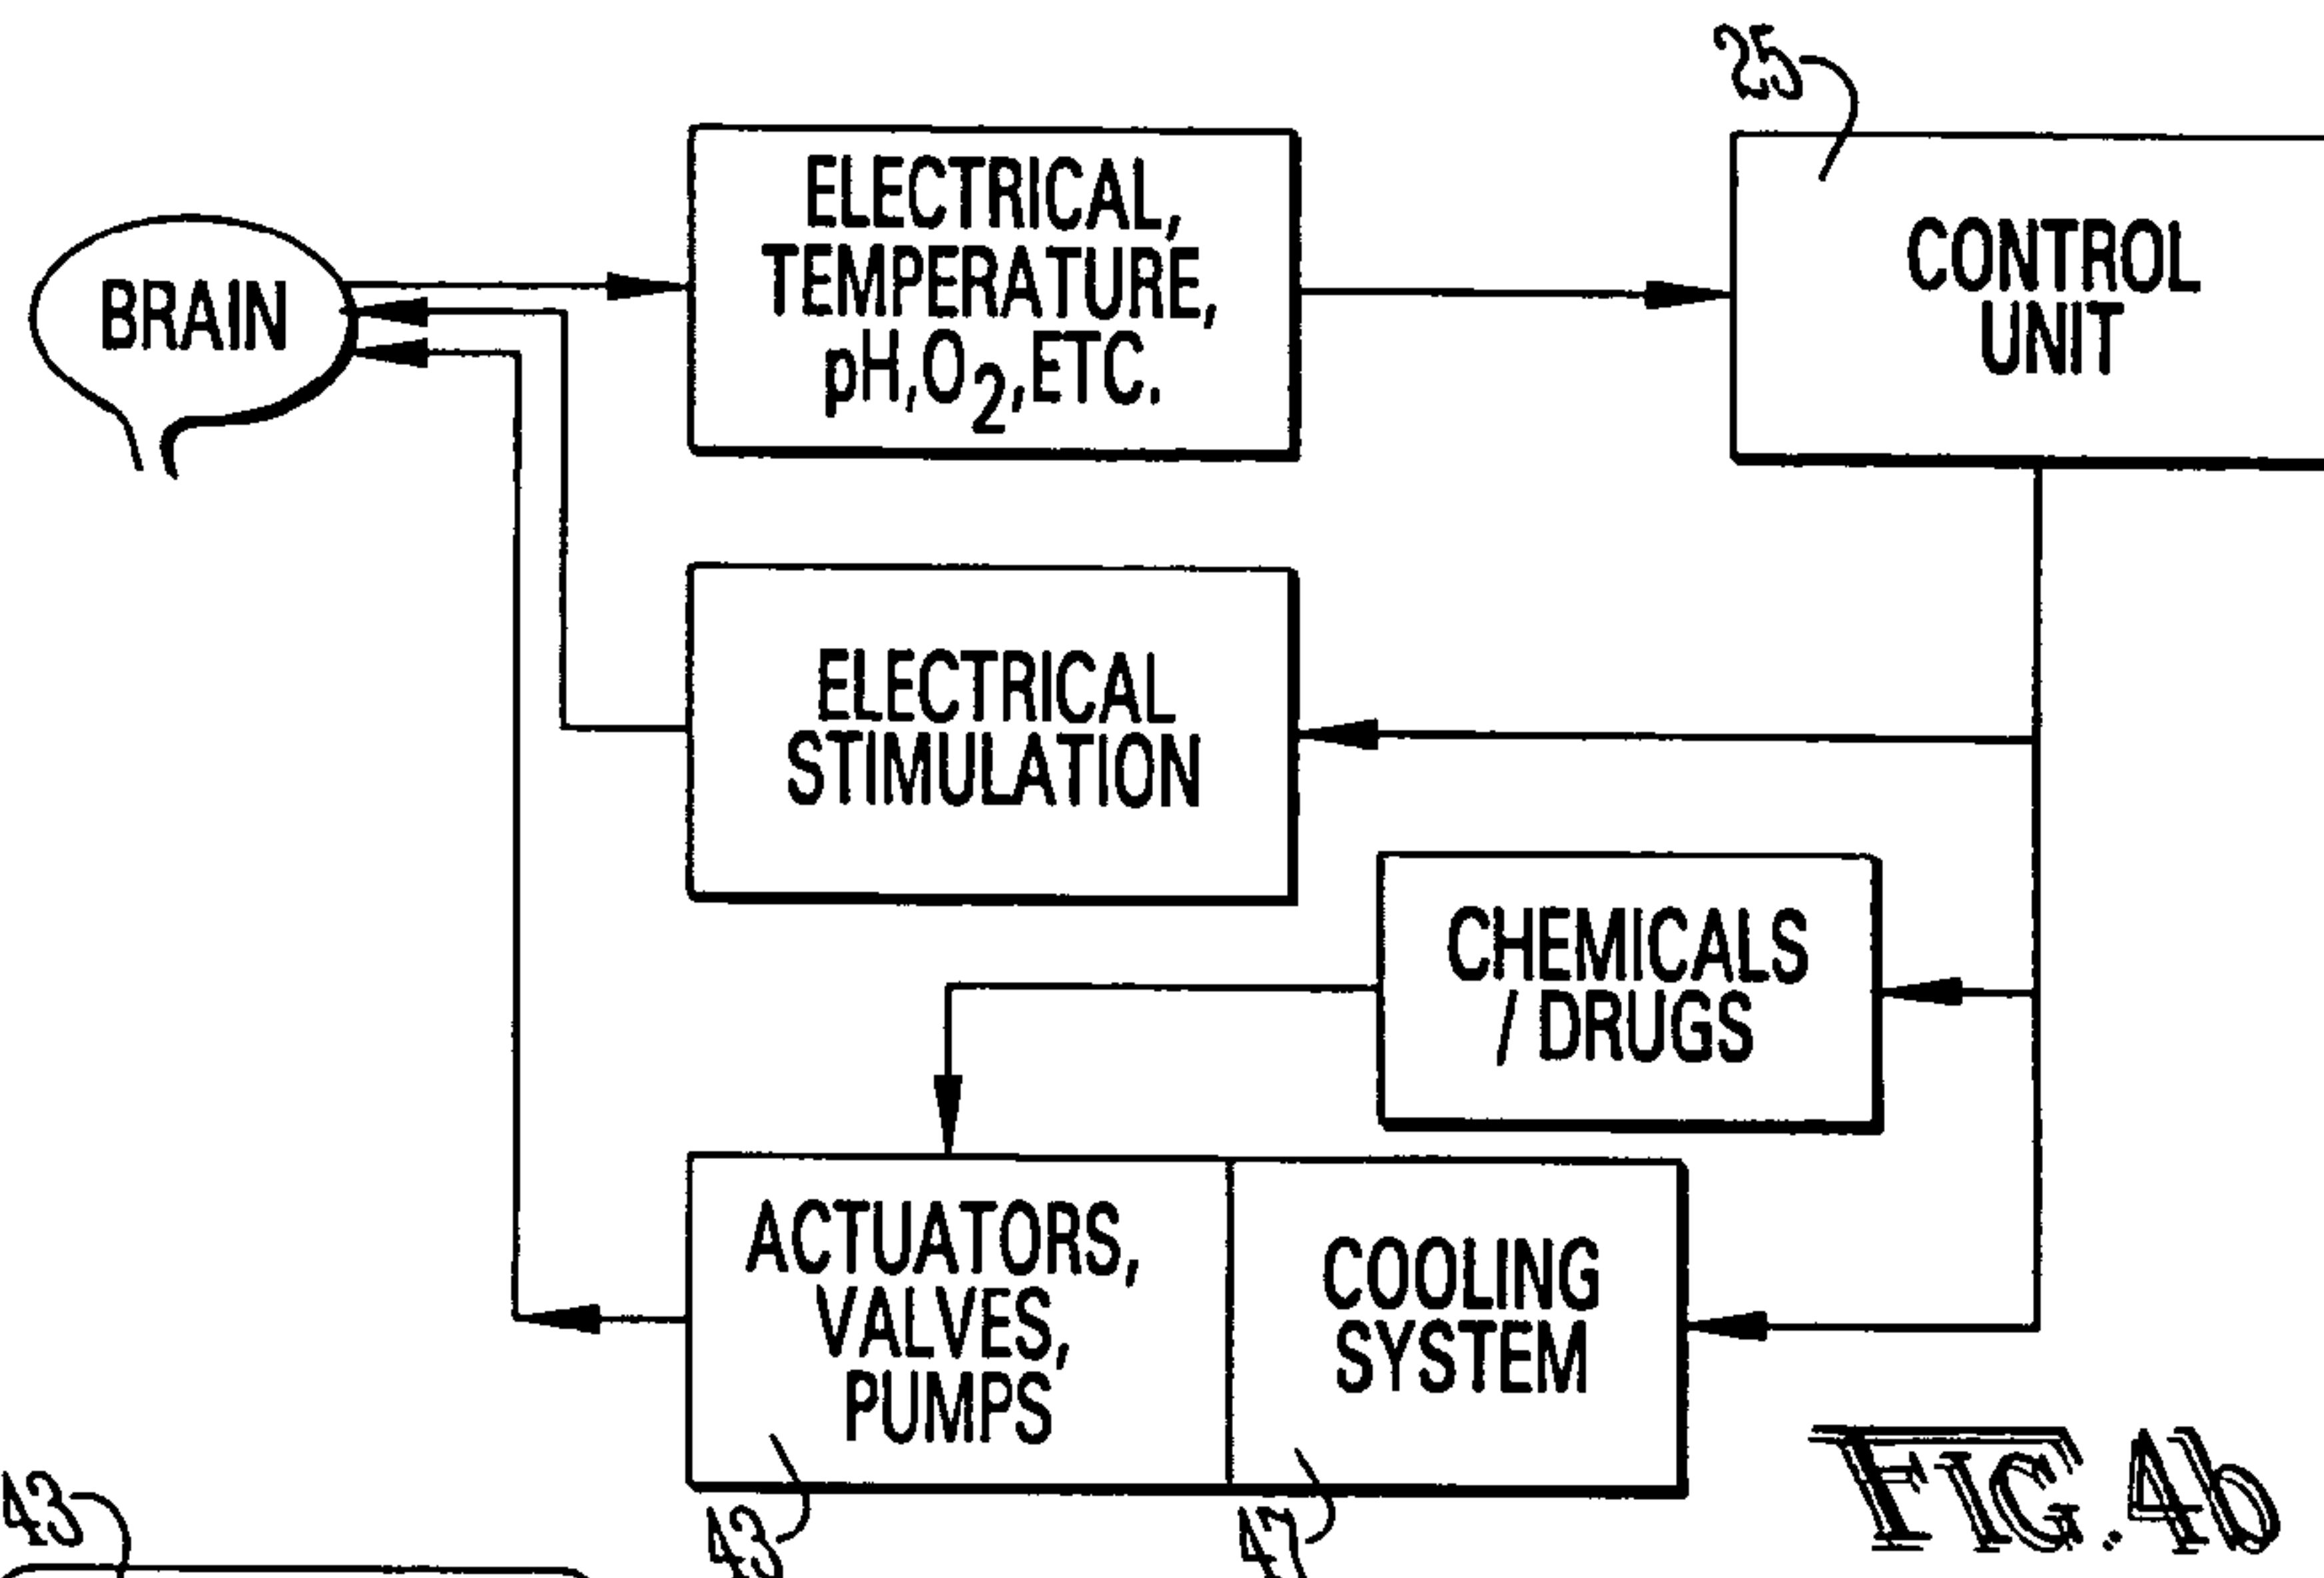 25
ELECTRICAL,
TEMPERATURE,
pH,O2,ETC.
CONTROL
UNIT
BRAIN
ELECTRICAL
STIMULATION
CHEMICALS
/ DRUGS
ACTUATORS,
VALVES,
PUMPS
COOLING
SYSTEM
43
43
47
FIG.4b